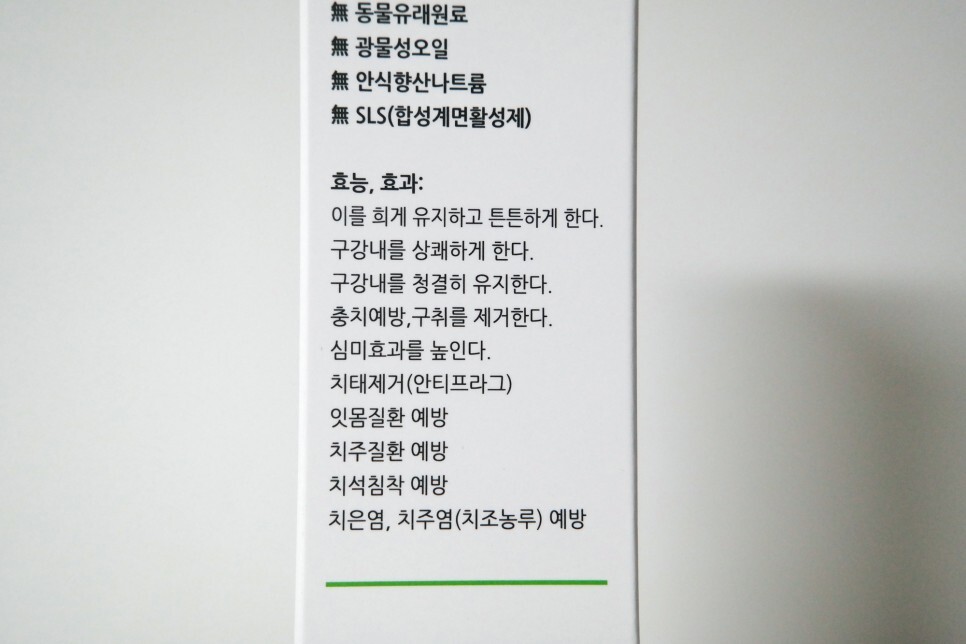 無 동물유래원료
無 광물성오일
無 안식향산나트륨
無 SLS(합성계면활성제)
효능, 효과:
이를 희게 유지하고 튼튼하게 한다.
구강내를 상쾌하게 한다.
구강내를 청결히 유지한다.
충치예방,구취를 제거한다.
심미효과를 높인다.
치태제거(안티프라그)
잇몸질환 예방
치주질환 예방
치석침착 예방
치은염, 치주염(치조농루) 예방